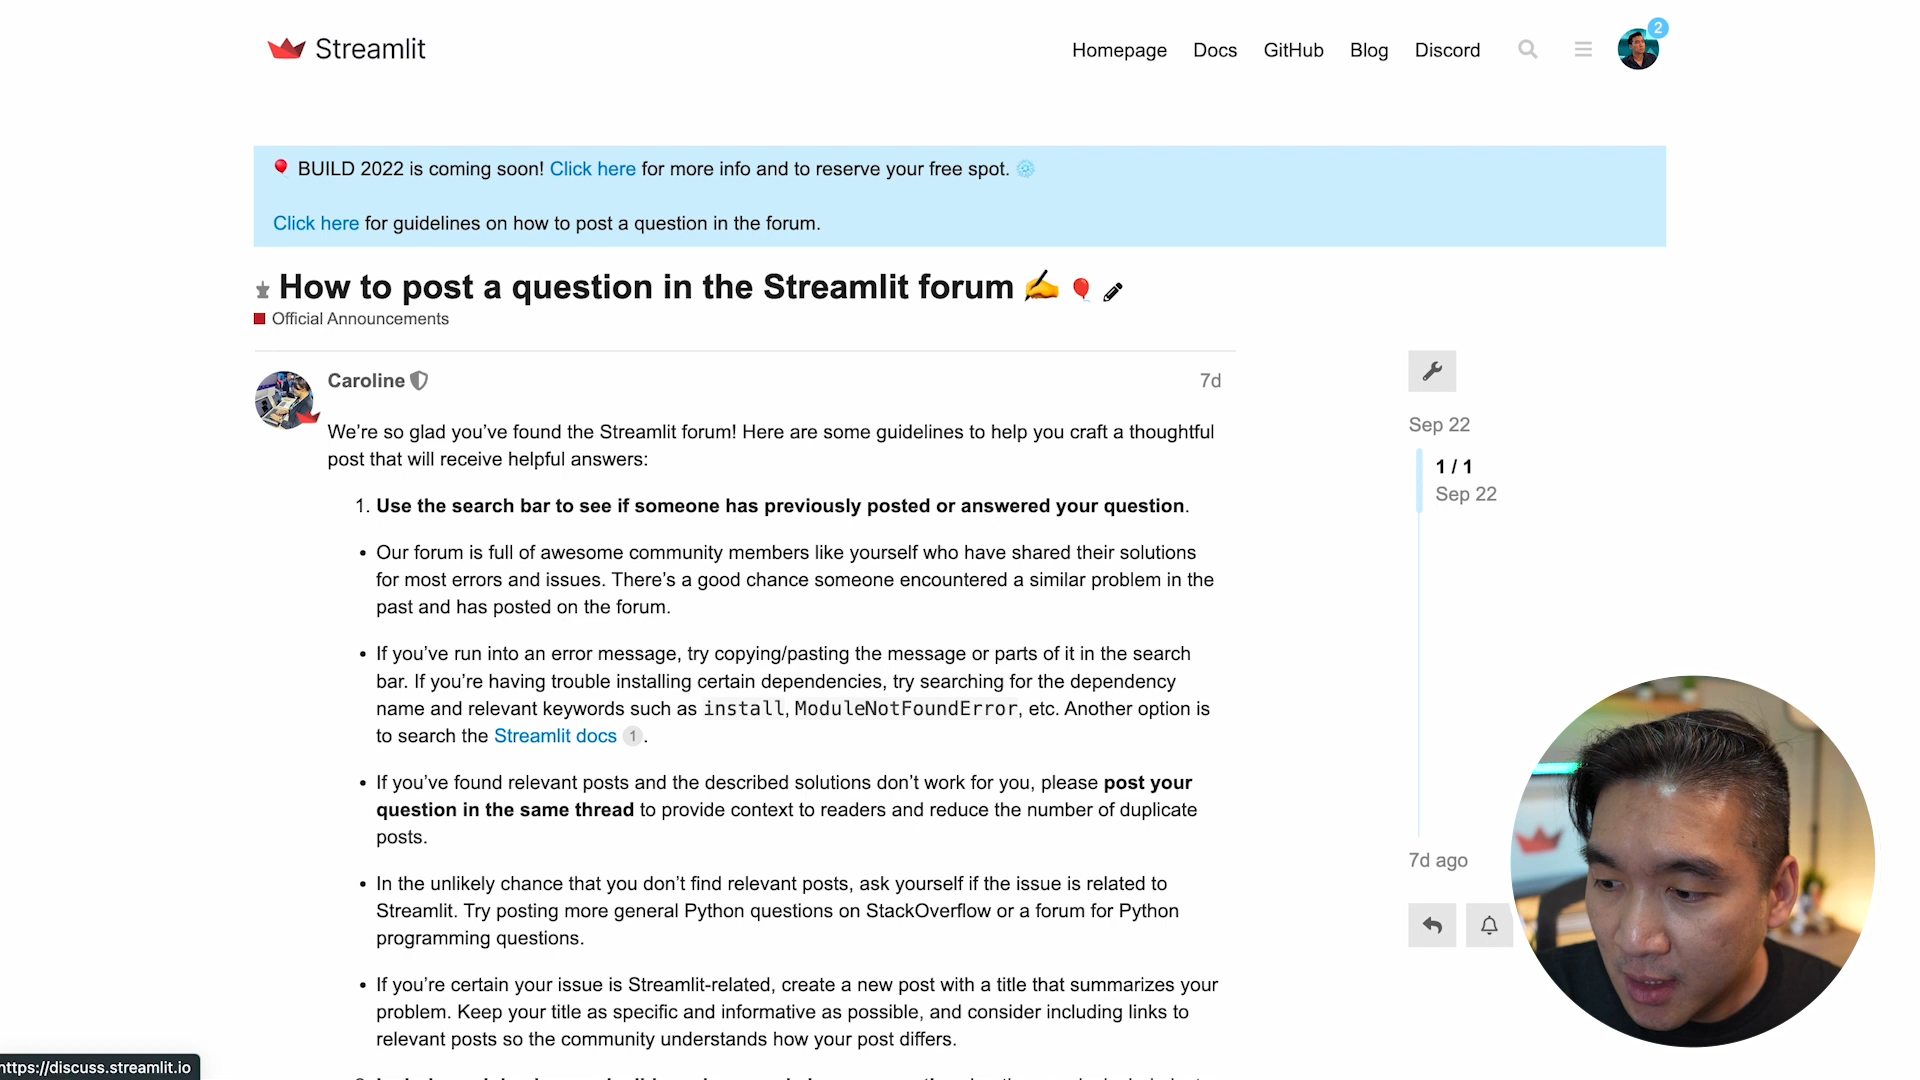 Streamlit
Homepage Docs GitHub Blog Discord
2
BUILD 2022 is coming soon! Click here for more info and to reserve your free spot.
Click here for guidelines on how to post a question in the forum.
How to post a question in the Streamlit forum
Official Announcements
Caroline 7d
We’re so glad you’ve found the Streamlit forum! Here are some guidelines to help you craft a thoughtful
post that will receive helpful answers:
1. Use the search bar to see if someone has previously posted or answered your question.
• Our forum is full of awesome community members like yourself who have shared their solutions
for most errors and issues. There’s a good chance someone encountered a similar problem in the
past and has posted on the forum.
• If you’ve run into an error message, try copying/pasting the message or parts of it in the search
bar. If you’re having trouble installing certain dependencies, try searching for the dependency
name and relevant keywords such as install, ModuleNotFoundError, etc. Another option is
to search the Streamlit docs 1.
• If you’ve found relevant posts and the described solutions don’t work for you, please post your
question in the same thread to provide context to readers and reduce the number of duplicate
posts.
• In the unlikely chance that you don’t find relevant posts, ask yourself if the issue is related to
Streamlit. Try posting more general Python questions on StackOverflow or a forum for Python
programming questions.
• If you’re certain your issue is Streamlit-related, create a new post with a title that summarizes your
problem. Keep your title as specific and informative as possible, and consider including links to
relevant posts so the community understands how your post differs.
Sep 22
1 / 1
Sep 22
7d ago
https://discuss.streamlit.io